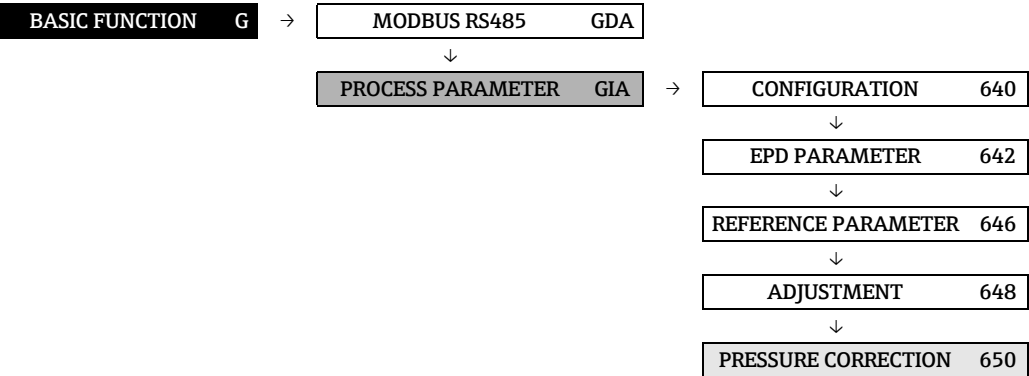 BASIC FUNCTION G → MODBUS RS485 GDA
↓
PROCESS PARAMETER GIA → CONFIGURATION 640
↓
EPD PARAMETER 642
↓
REFERENCE PARAMETER 646
↓
ADJUSTMENT 648
↓
PRESSURE CORRECTION 650